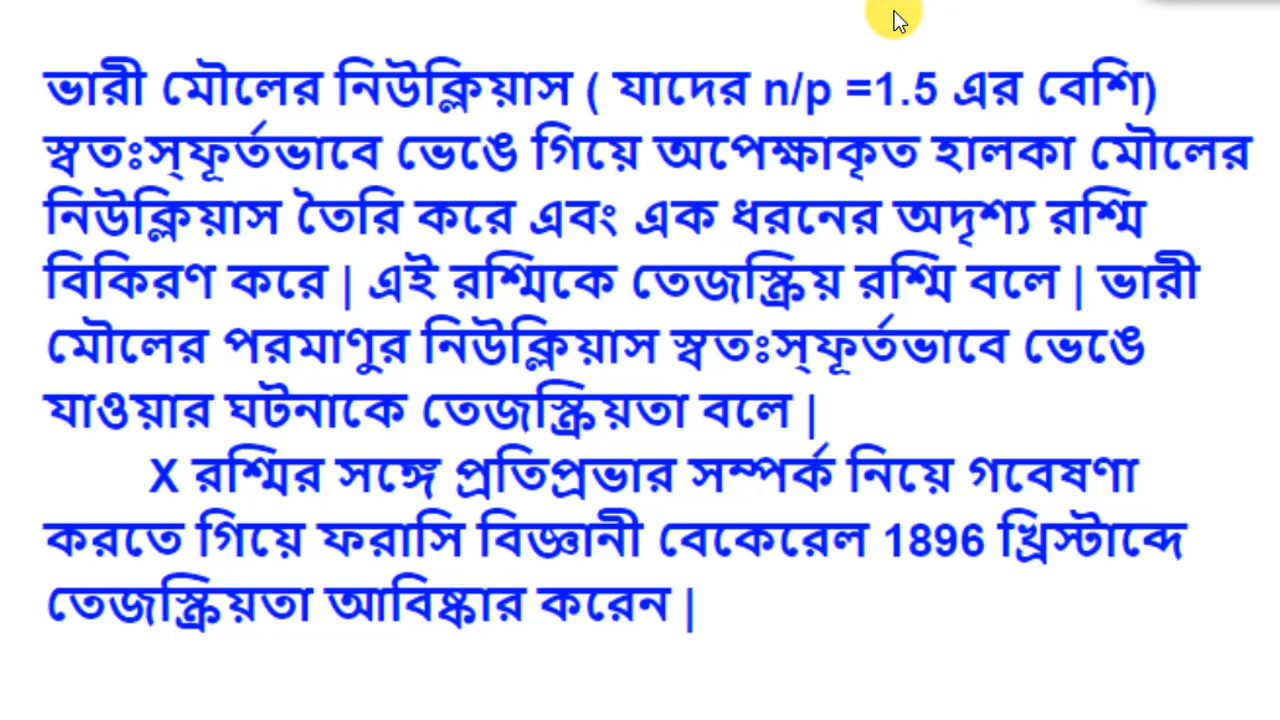 ভারী মৌলের নিউক্লিয়াস ( যাদের n/p =1.5 এর বেশি)
স্বতঃস্ফূর্তভাবে ভেঙে গিয়ে অপেক্ষাকৃত হালকা মৌলের
নিউক্লিয়াস তৈরি করে এবং এক ধরনের অদৃশ্য রশ্মি
বিকিরণ করে | এই রশ্মিকে তেজস্ক্রিয় রশ্মি বলে | ভারী
মৌলের পরমাণুর নিউক্লিয়াস স্বতঃস্ফূর্তভাবে ভেঙে
যাওয়ার ঘটনাকে তেজস্ক্রিয়তা বলে |
X রশ্মির সঙ্গে প্রতিপ্রভার সম্পর্ক নিয়ে গবেষণা
করতে গিয়ে ফরাসি বিজ্ঞানী বেকেরেল 1896 খ্রিস্টাব্দে
তেজস্ক্রিয়তা আবিষ্কার করেন |